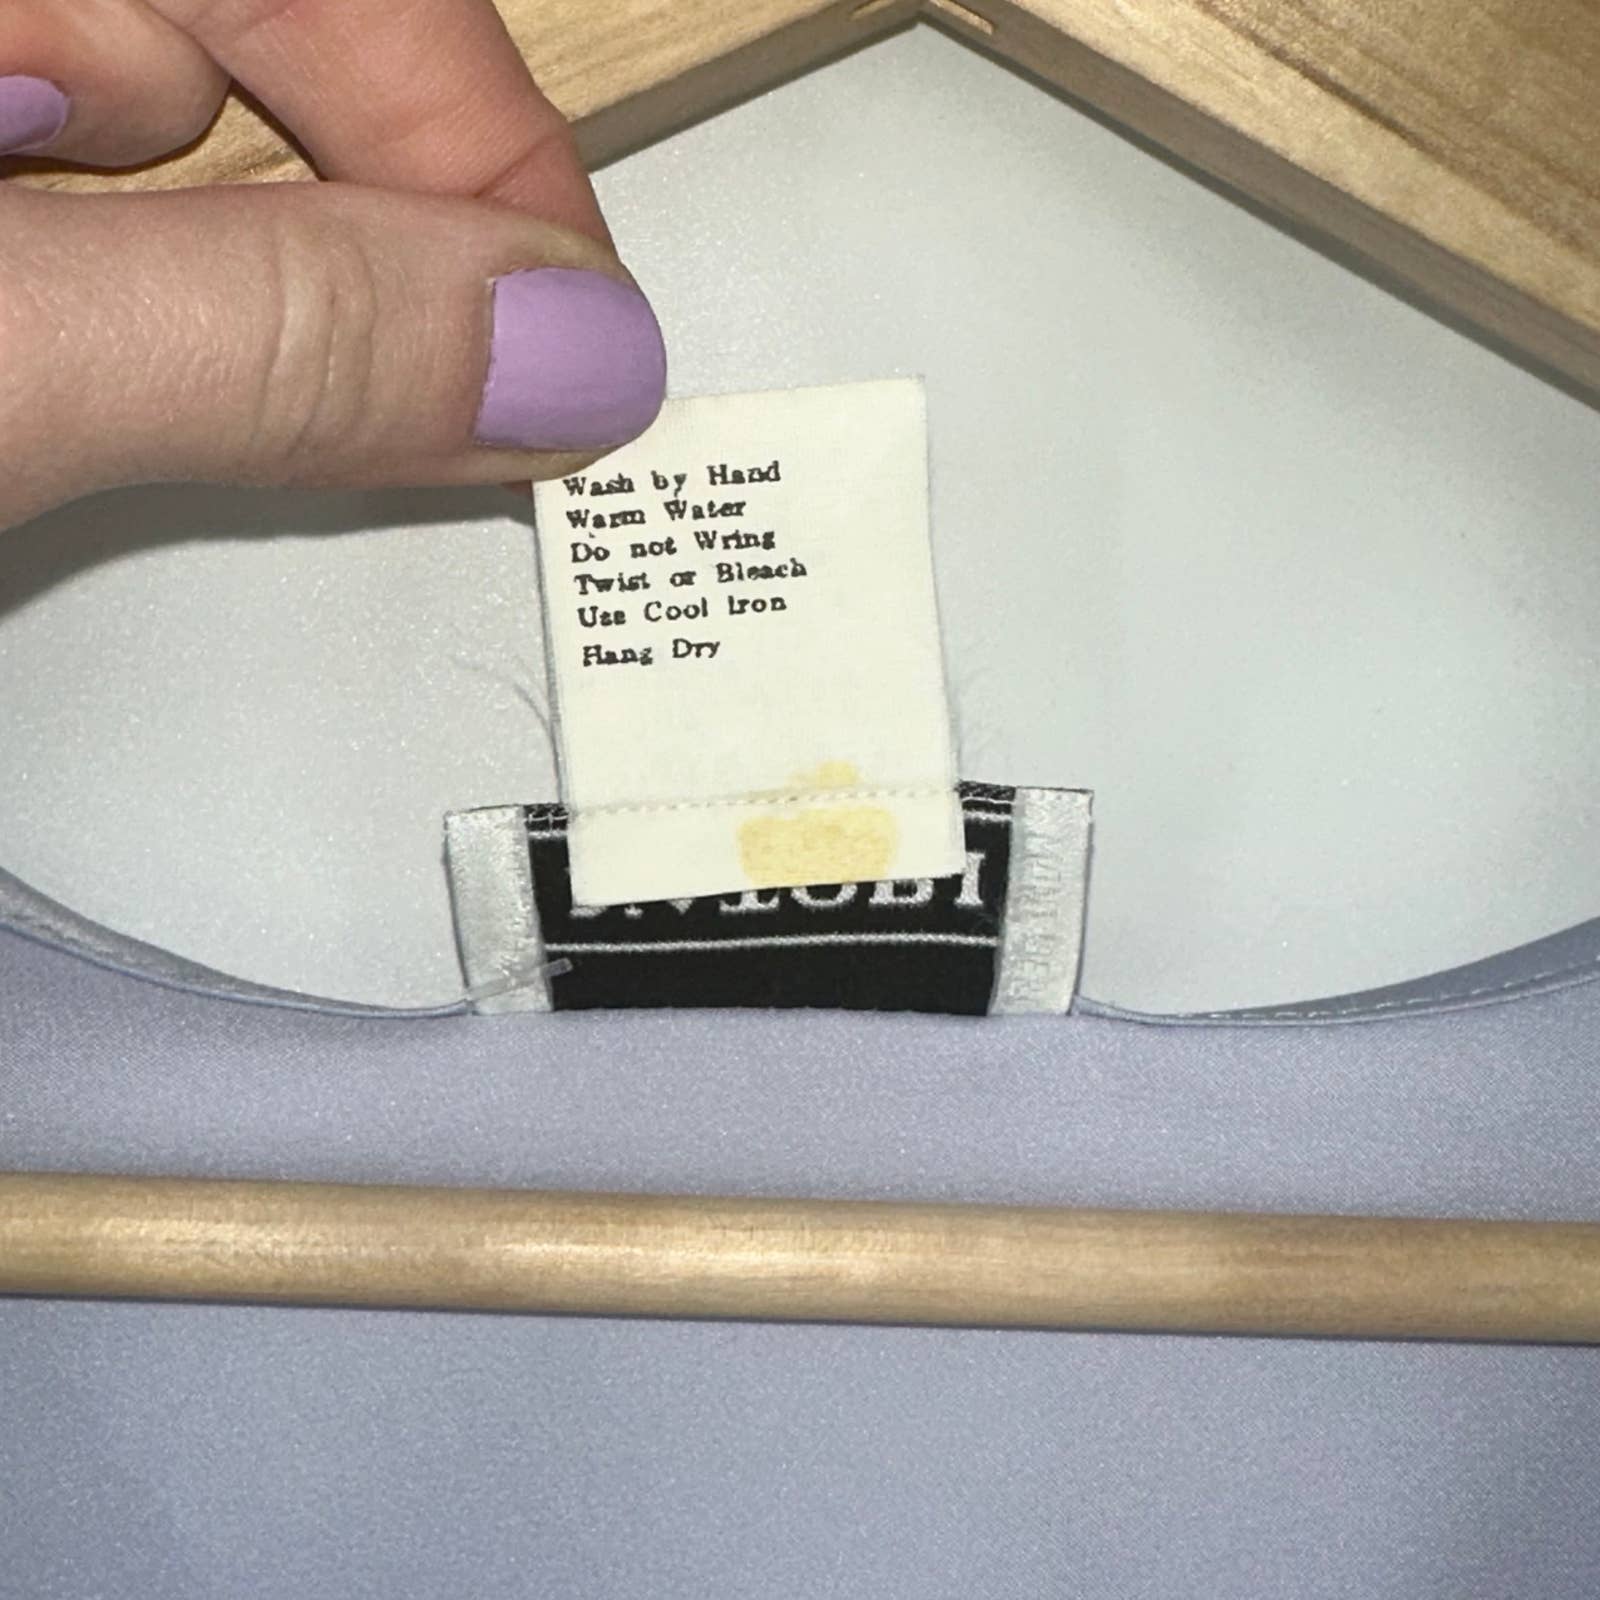 Wash by Hand
Warm Water
Do not Wring
Twist or Bleach
Use Cool Iron
Hang Dry